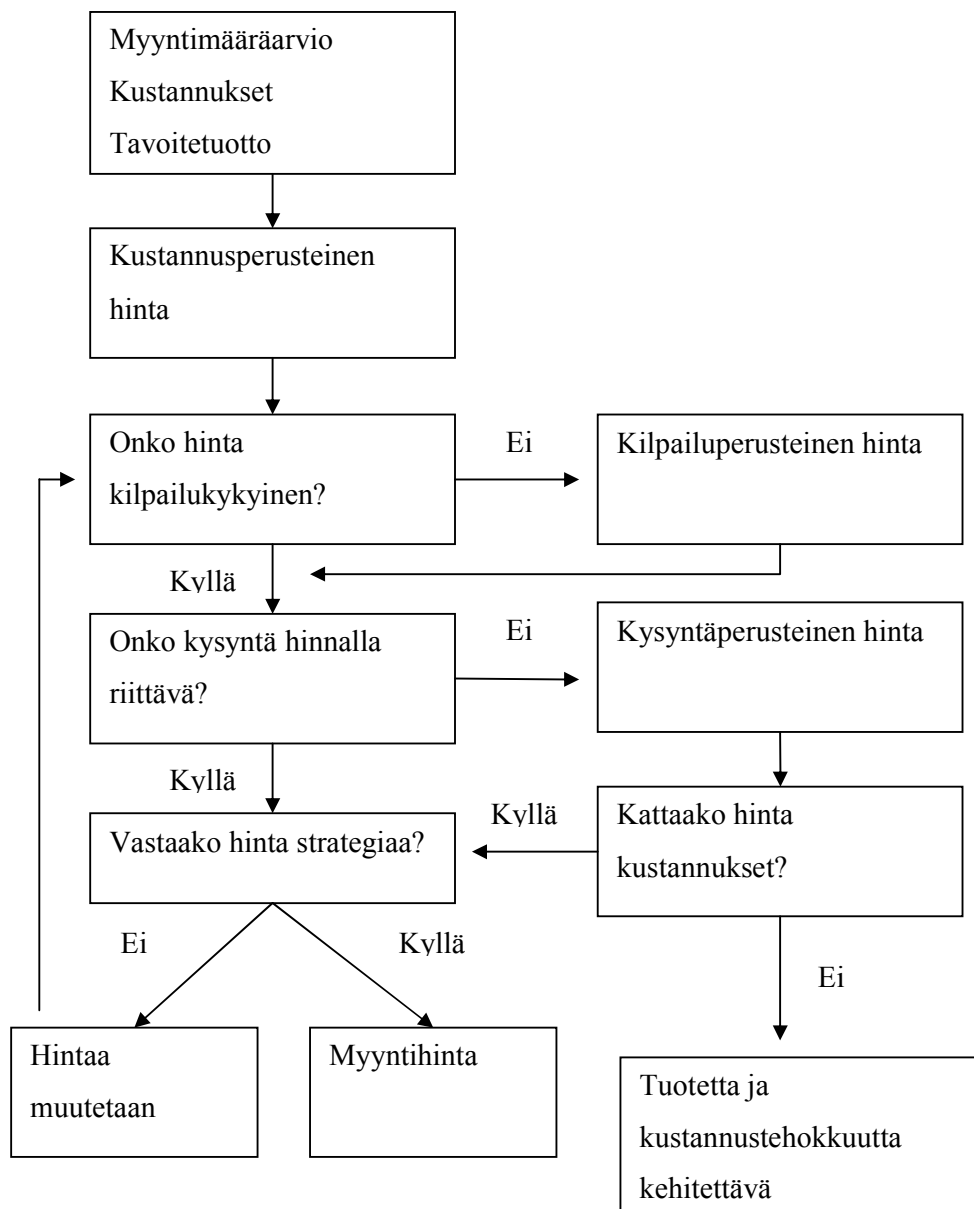 Myyntimääräarvio
Kustannukset
Tavoitetuotto
Kustannusperusteinen
hinta
Onko hinta
kilpailukykyinen?
Ei
Kilpailuperusteinen hinta
Kyllä
Onko kysyntä hinnalla
riittävä?
Ei
Kysyntäperusteinen hinta
Kyllä
Vastaako hinta strategiaa?
Kyllä
Kattaako hinta
kustannukset?
Ei
Kyllä
Ei
Hintaa
muutetaan
Myyntihinta
Tuotetta ja
kustannustehokkuutta
kehitettävä